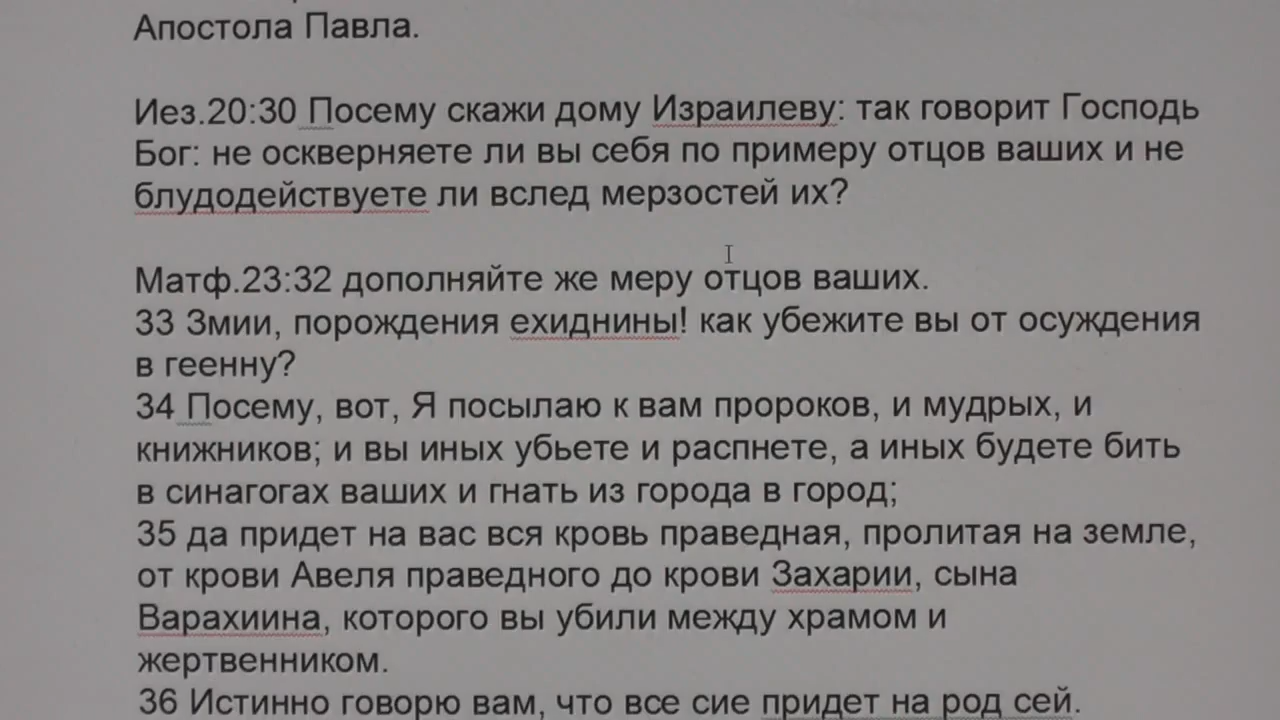 Апостола Павла.
Иез.20:30 Посему скажи дому Израилеву: так говорит Господь
Бог: не оскверняете ли вы себя по примеру отцов ваших и не
блудодействуете ли вслед мерзостей их?
Матф.23:32 дополняйте же меру отцов ваших.
33 Змии, порождения ехиднины! как убежите вы от осуждения
в геенну?
34 Посему, вот, Я посылаю к вам пророков, и мудрых, и
книжников; и вы иных убьете и распнете, а иных будете бить
в синагогах ваших и гнать из города в город;
35 да придет на вас вся кровь праведная, пролитая на земле,
от крови Авеля праведного до крови Захарии, сына
Варахиина, которого вы убили между храмом и
жертвенником.
36 Истинно говорю вам, что все сие придет на род сей.